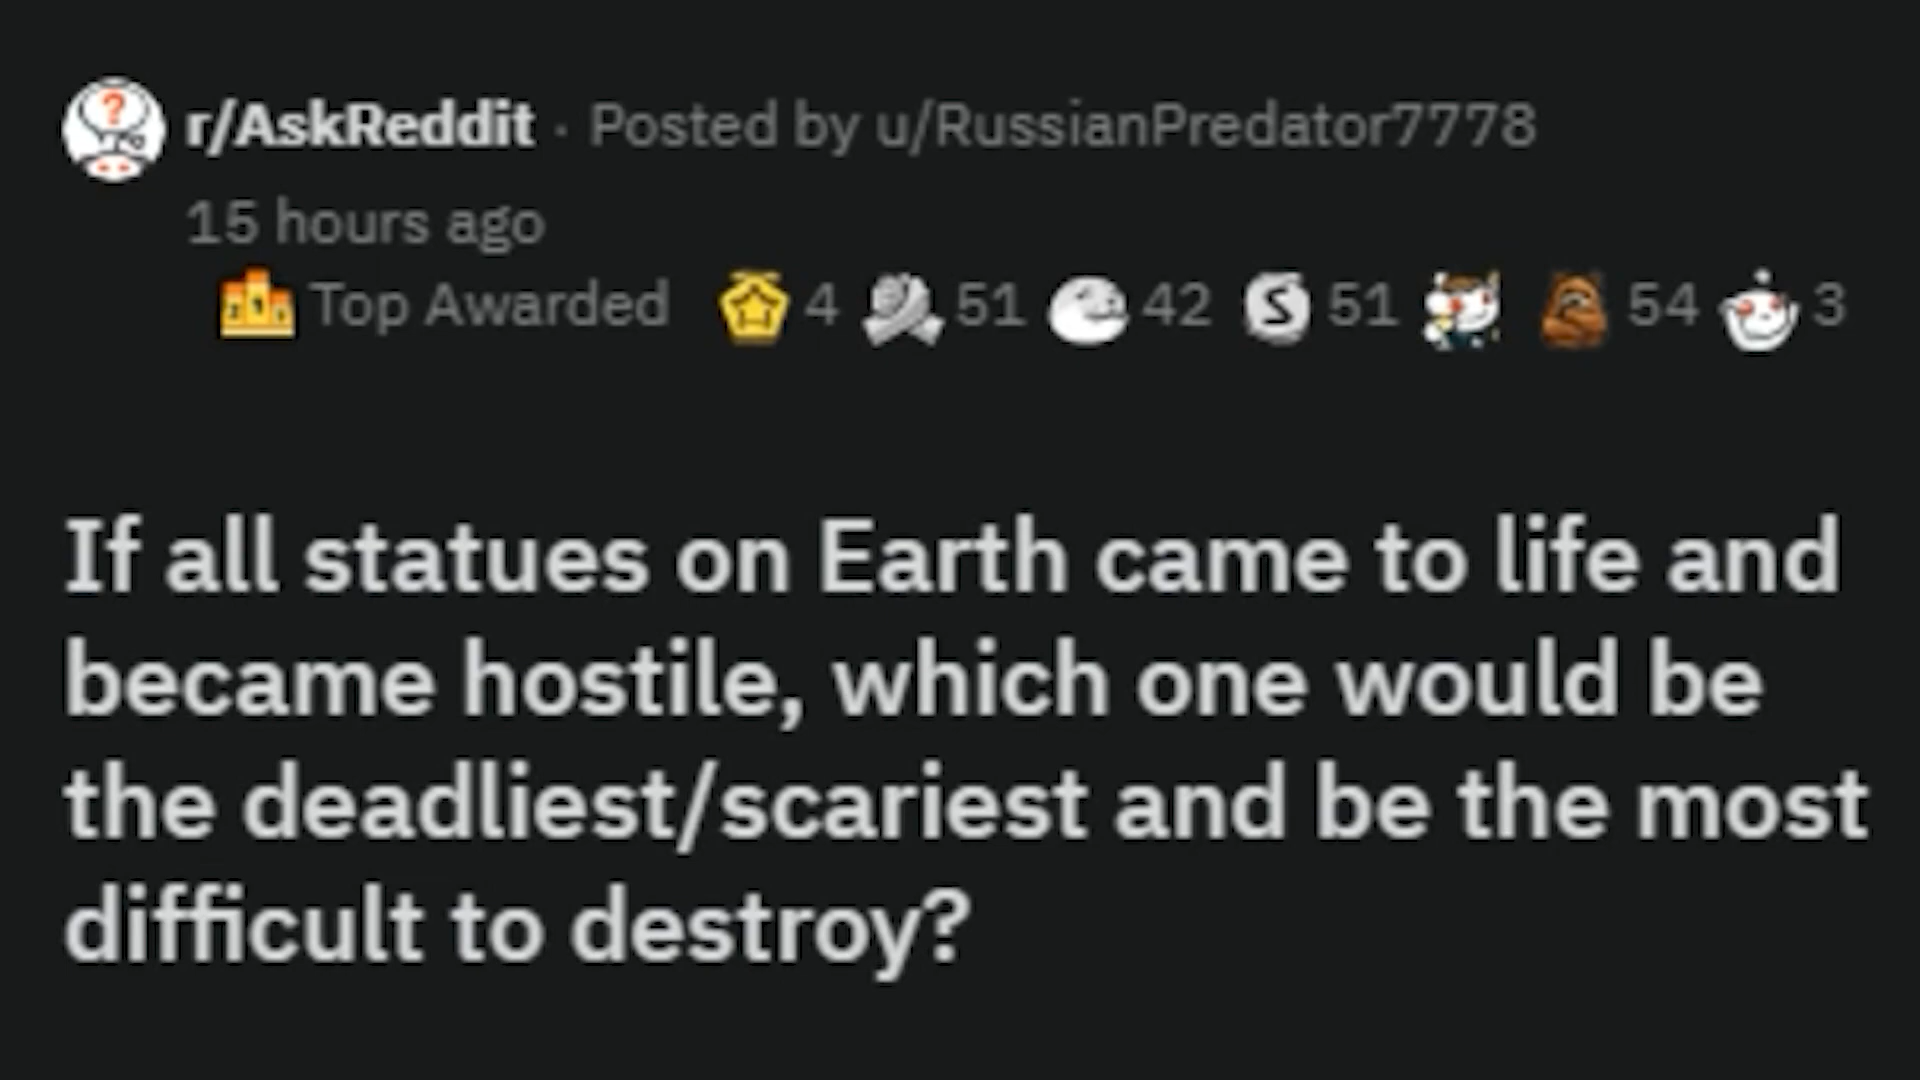 r/AskReddit · Posted by u/RussianPredator7778
15 hours ago
Top Awarded 4 51 42 S 51 54 3
If all statues on Earth came to life and
became hostile, which one would be
the deadliest/scariest and be the most
difficult to destroy?